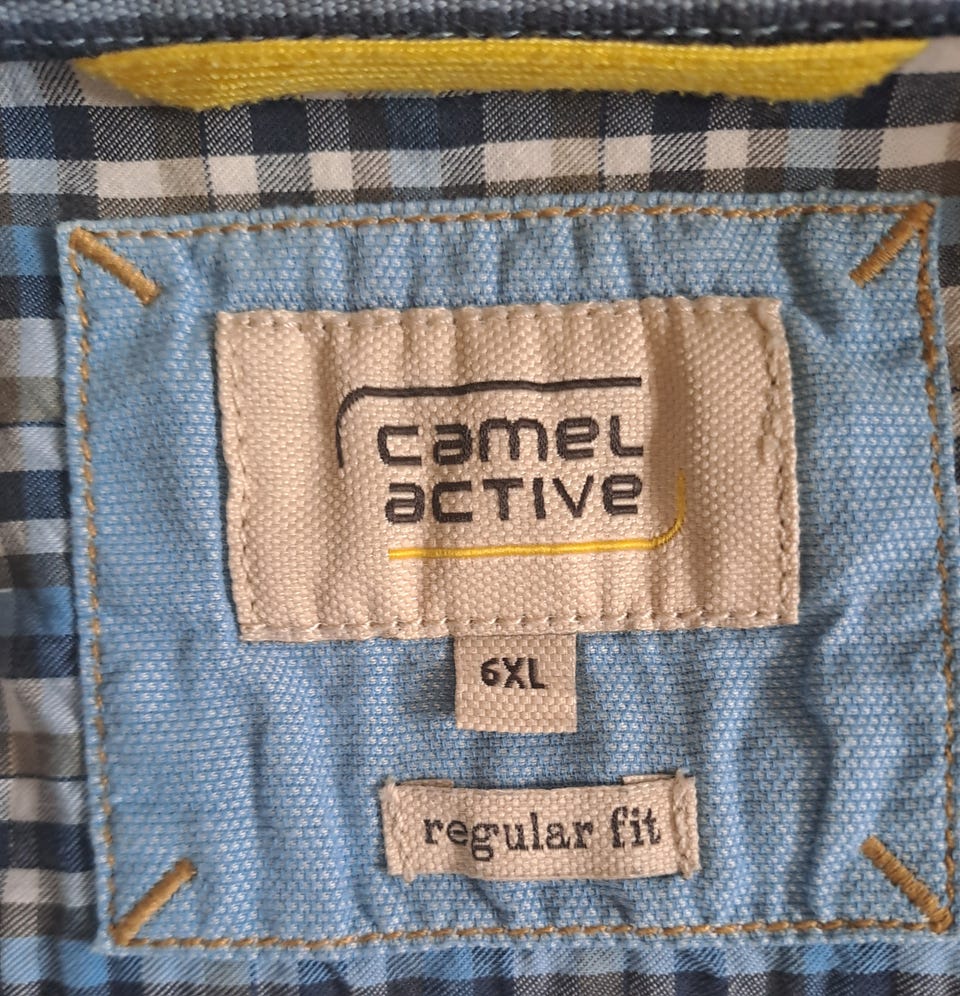 camel
active
6XL
regular fit